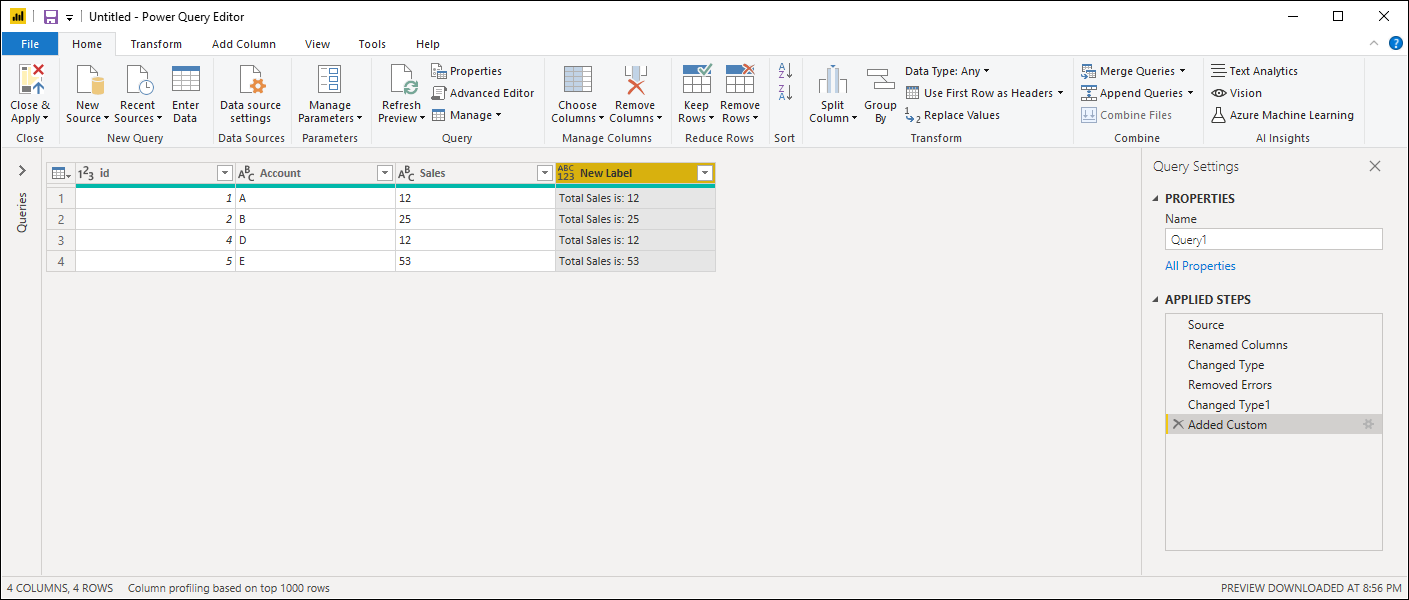 Untitled - Power Query Editor
File Home Transform Add Column View Tools Help
Close & Apply
Close
New Source
Recent Sources
Enter Data
New Query
Data source settings
Data Sources
Manage Parameters
Parameters
Refresh Preview
Properties
Advanced Editor
Manage
Query
Choose Columns
Remove Columns
Manage Columns
Keep Rows
Remove Rows
Reduce Rows
Sort
Split Column
Group By
Data Type: Any
Use First Row as Headers
Replace Values
Transform
Merge Queries
Append Queries
Combine Files
Combine
Text Analytics
Vision
Azure Machine Learning
AI Insights
Queries
123 id ABC Account ABC Sales ABC 123 New Label
1 1 A 12 Total Sales is: 12
2 2 B 25 Total Sales is: 25
3 4 D 12 Total Sales is: 12
4 5 E 53 Total Sales is: 53
Query Settings
PROPERTIES
Name
Query1
All Properties
APPLIED STEPS
Source
Renamed Columns
Changed Type
Removed Errors
Changed Type1
Added Custom
4 COLUMNS, 4 ROWS Column profiling based on top 1000 rows
PREVIEW DOWNLOADED AT 8:56 PM